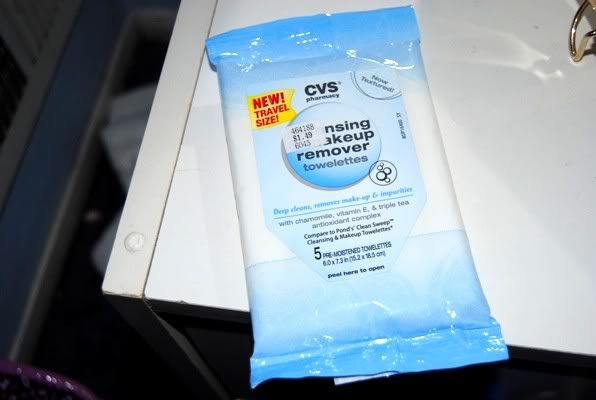 CVS®
pharmacy
Now
Textured!
NEW!
TRAVEL
SIZE!
464188
$1.49
6045
nsing
akeup
remover
towelettes
Deep cleans, removes make-up & impurities
with chamomile, vitamin E, & triple tea
antioxidant complex
Compare to Pond's® Clean Sweep™
Cleansing & Makeup Towelettes*
5 PRE-MOISTENED TOWELETTES
6.0 x 7.3 in (15.2 x 18.5 cm)
peel here to open